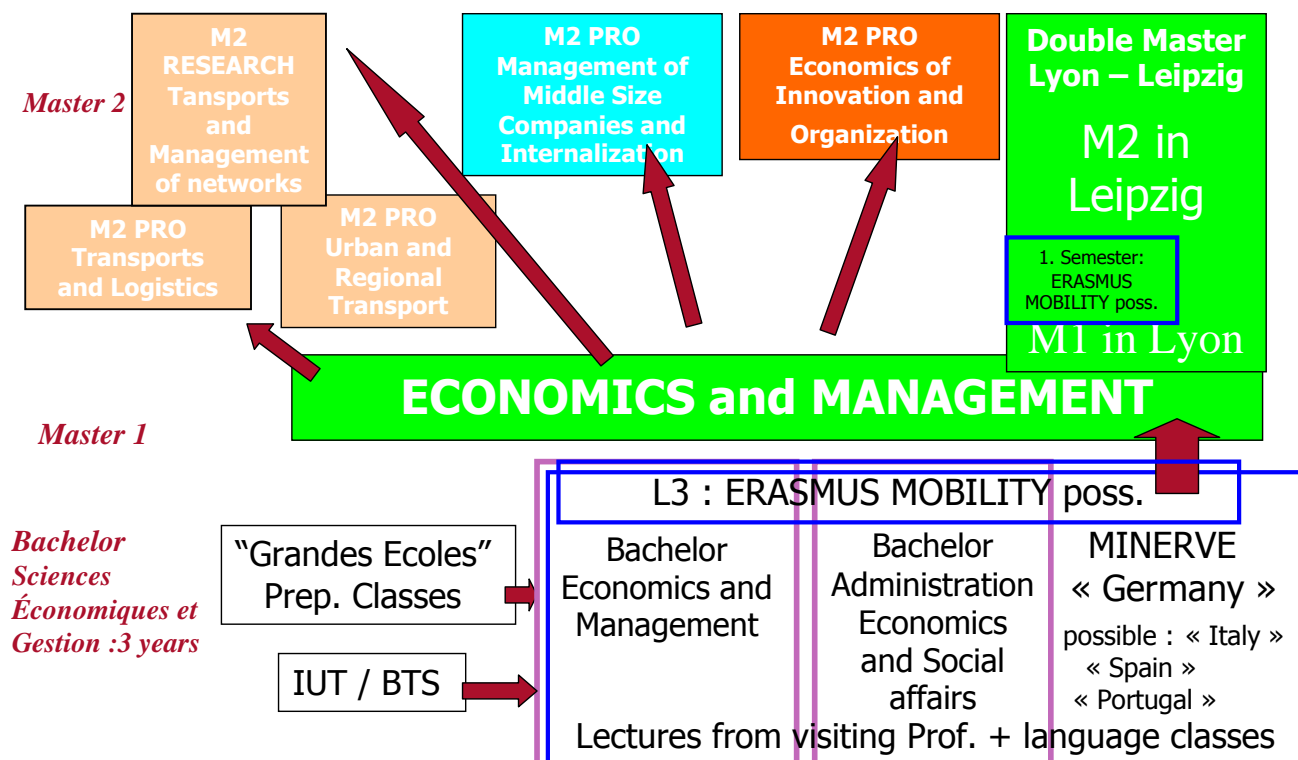 M2
RESEARCH
Tansports
and
Management
of networks
M2 PRO
Management of
Middle Size
Companies and
Internalization
M2 PRO
Economics of
Innovation and
Organization
Double Master
Lyon – Leipzig
M2 in
Leipzig
1. Semester:
ERASMUS
MOBILITY poss.
M1 in Lyon
Master 2
M2 PRO
Transports
and Logistics
M2 PRO
Urban and
Regional
Transport
ECONOMICS and MANAGEMENT
Master 1
L3 : ERASMUS MOBILITY poss.
Bachelor
Sciences
Économiques et
Gestion :3 years
“Grandes Ecoles”
Prep. Classes
IUT / BTS
Bachelor
Economics and
Management
Bachelor
Administration
Economics
and Social
affairs
MINERVE
« Germany »
possible : « Italy »
« Spain »
« Portugal »
Lectures from visiting Prof. + language classes